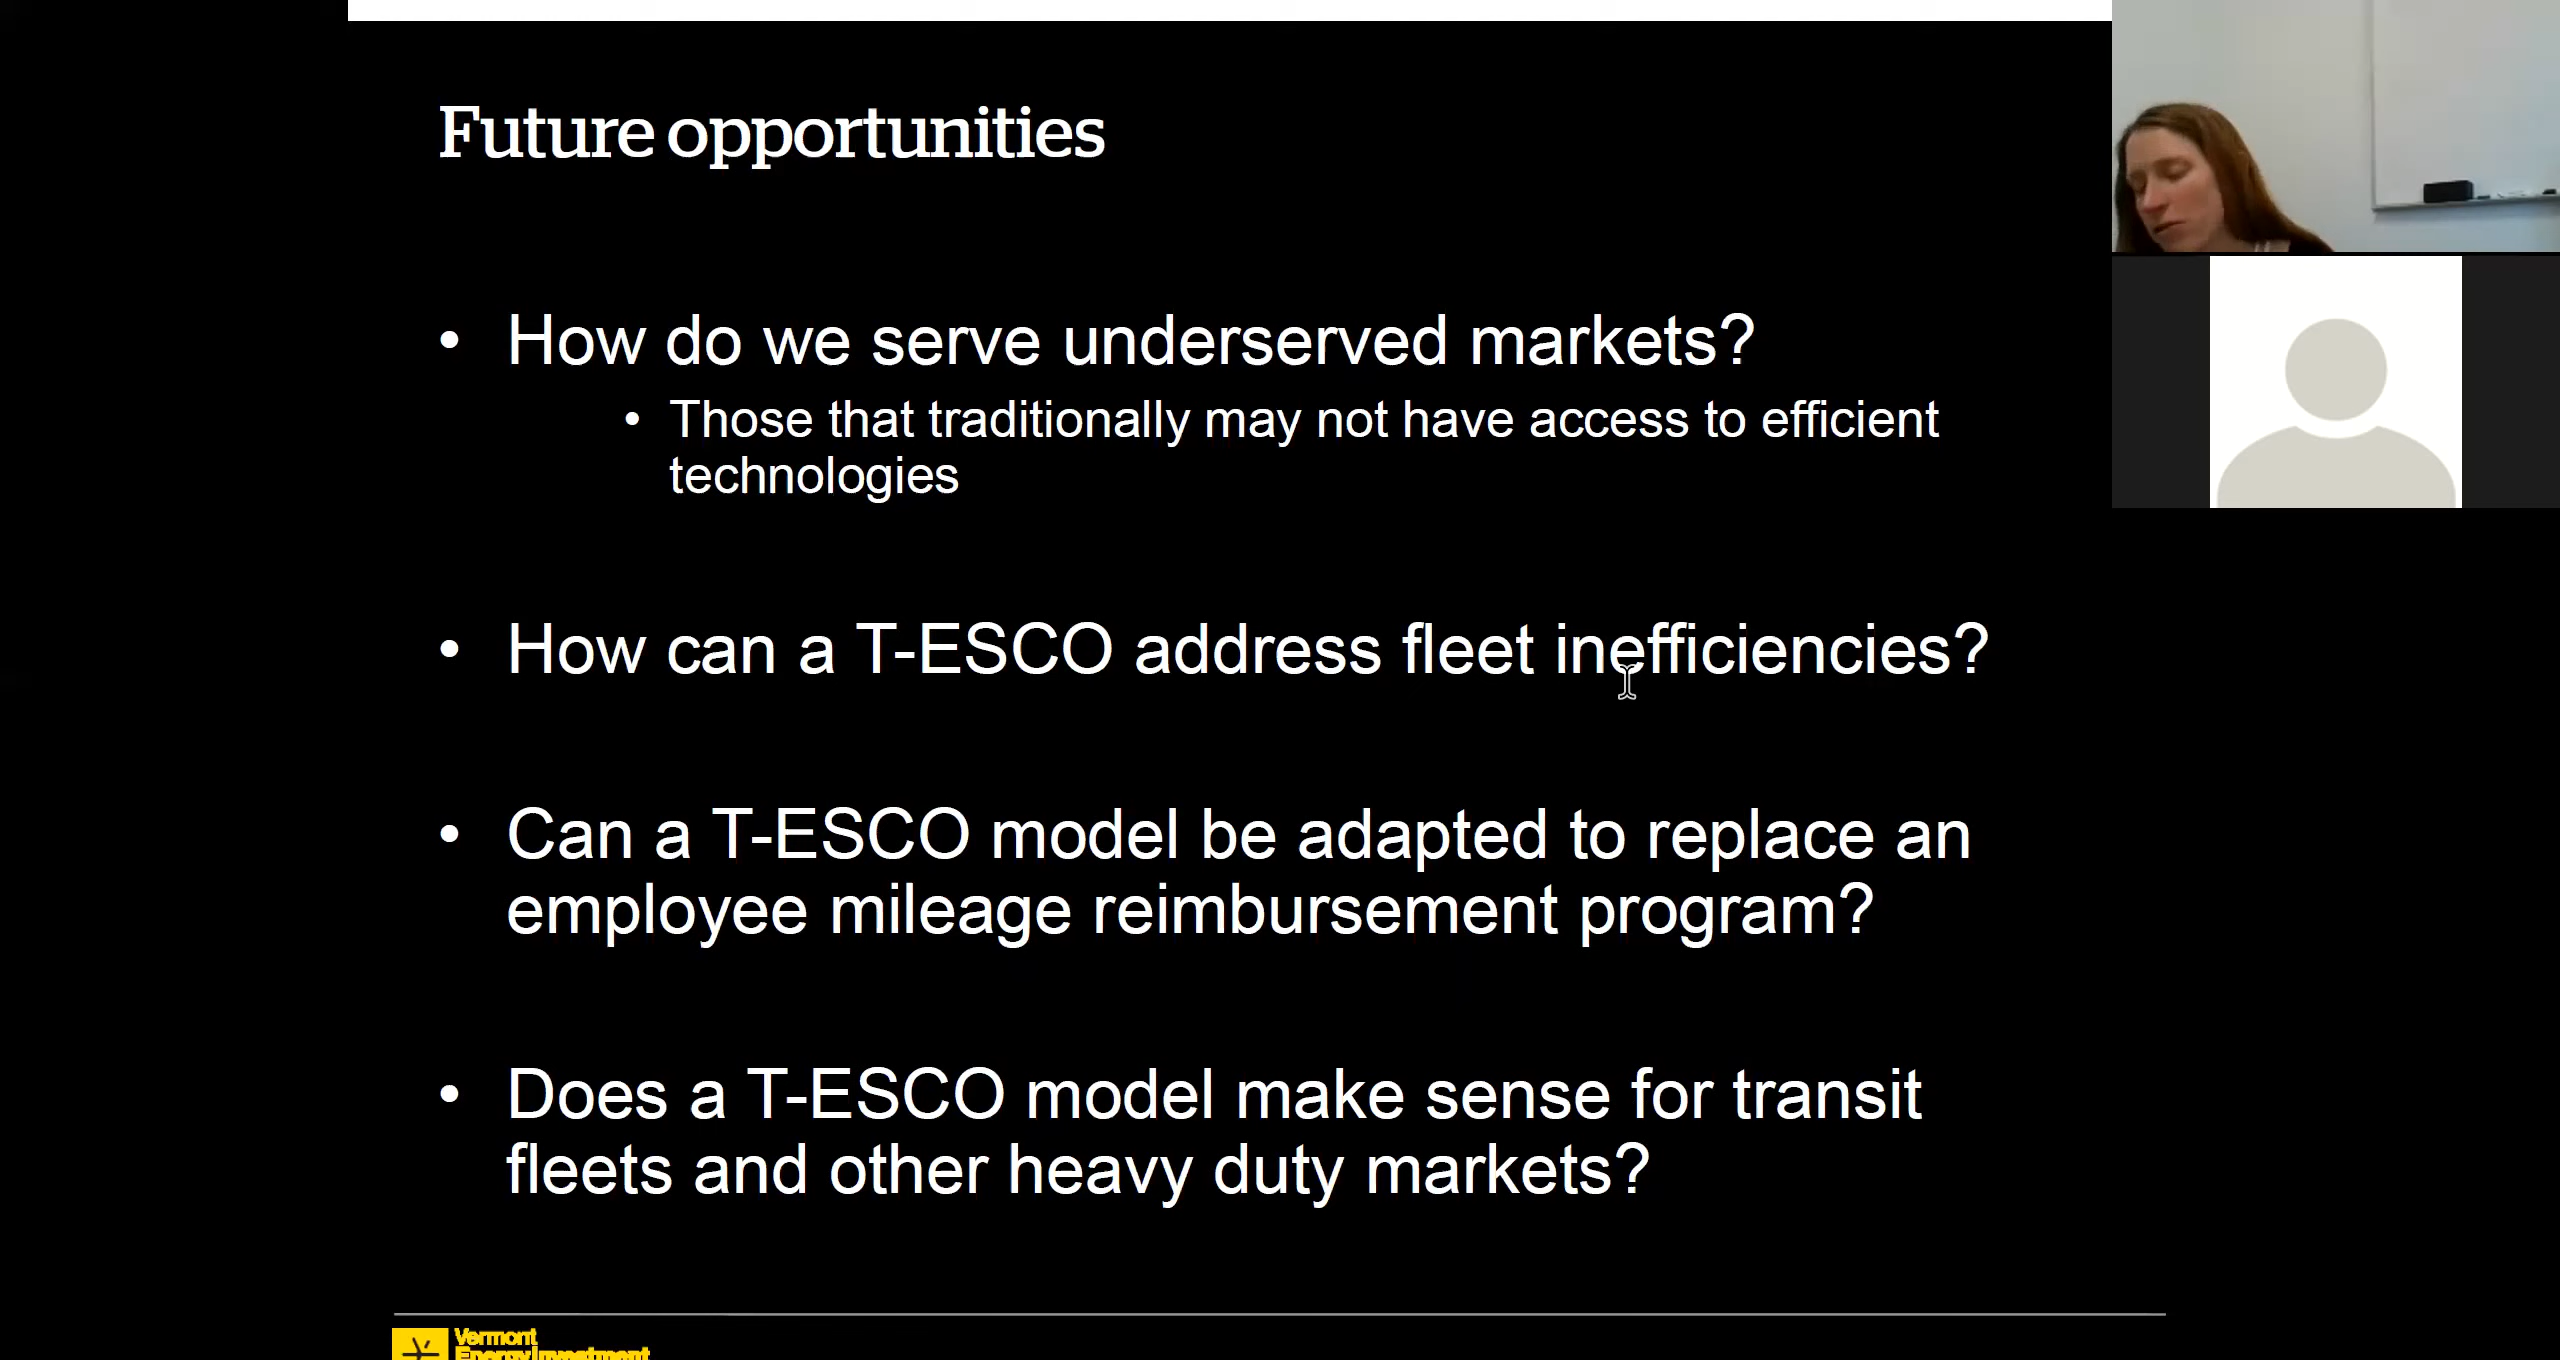 Future opportunities
• How do we serve underserved markets?
• Those that traditionally may not have access to efficient
technologies
• How can a T-ESCO address fleet inefficiencies?
• Can a T-ESCO model be adapted to replace an
employee mileage reimbursement program?
• Does a T-ESCO model make sense for transit
fleets and other heavy duty markets?
Vermont
Energy Investment